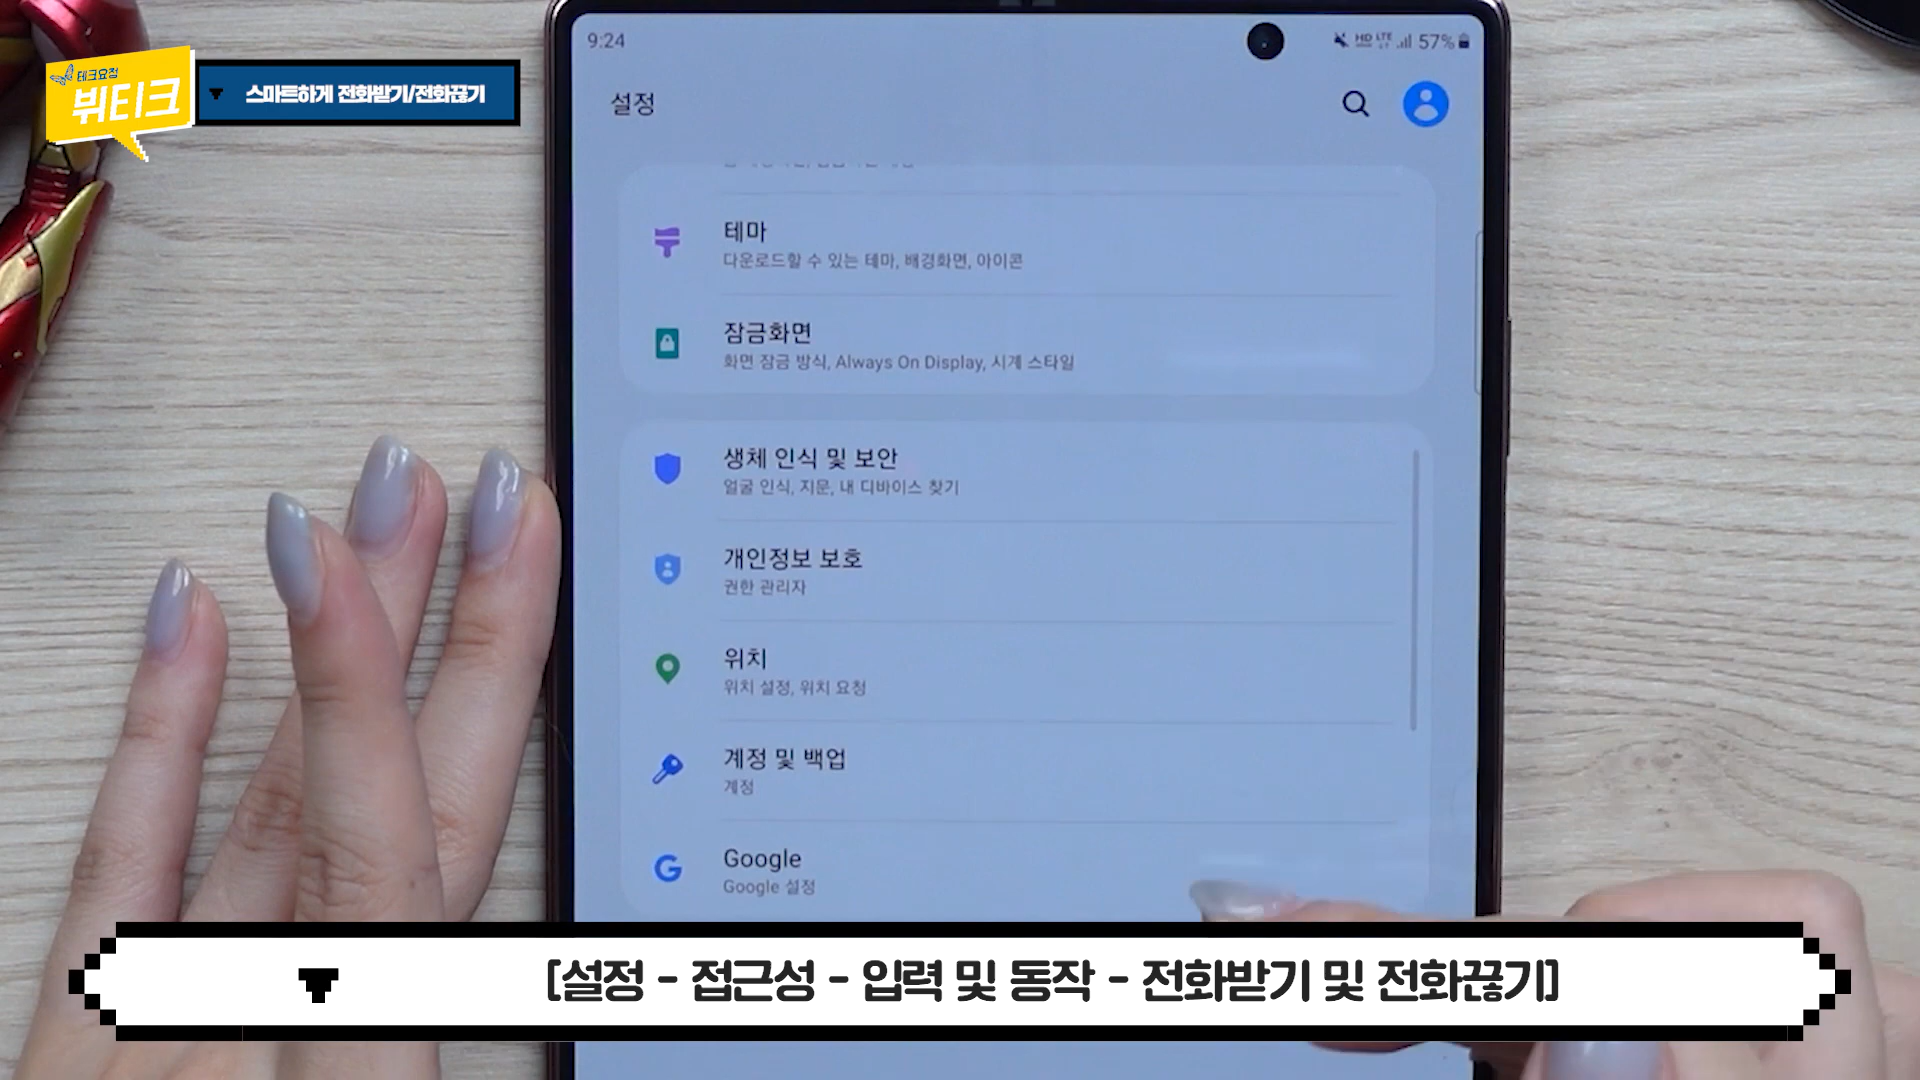 테크요정
뷰티크
스마트하게 전화받기/전화끊기
9:24
HD LTE 57%
설정
테마
다운로드할 수 있는 테마, 배경화면, 아이콘
잠금화면
화면 잠금 방식, Always On Display, 시계 스타일
생체 인식 및 보안
얼굴 인식, 지문, 내 디바이스 찾기
개인정보 보호
권한 관리자
위치
위치 설정, 위치 요청
계정 및 백업
계정
Google
Google 설정
[설정 - 접근성 - 입력 및 동작 - 전화받기 및 전화끊기]